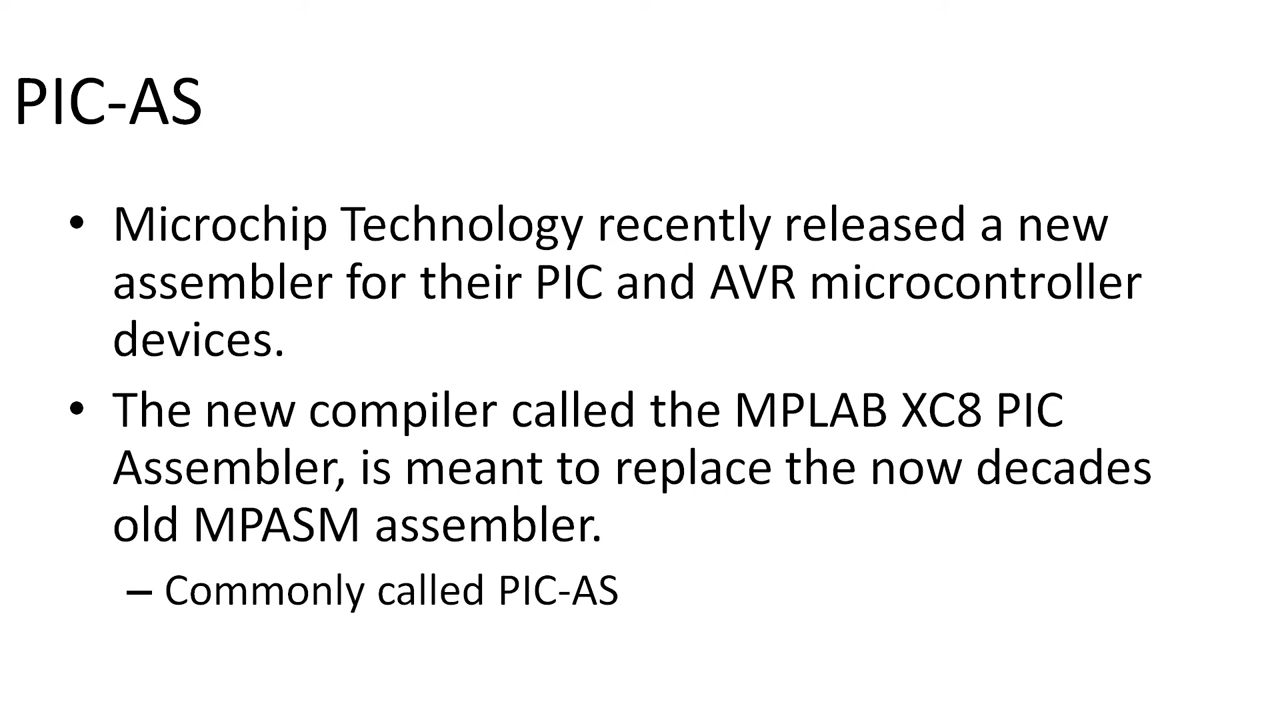 PIC-AS
• Microchip Technology recently released a new
assembler for their PIC and AVR microcontroller
devices.
• The new compiler called the MPLAB XC8 PIC
Assembler, is meant to replace the now decades
old MPASM assembler.
– Commonly called PIC-AS